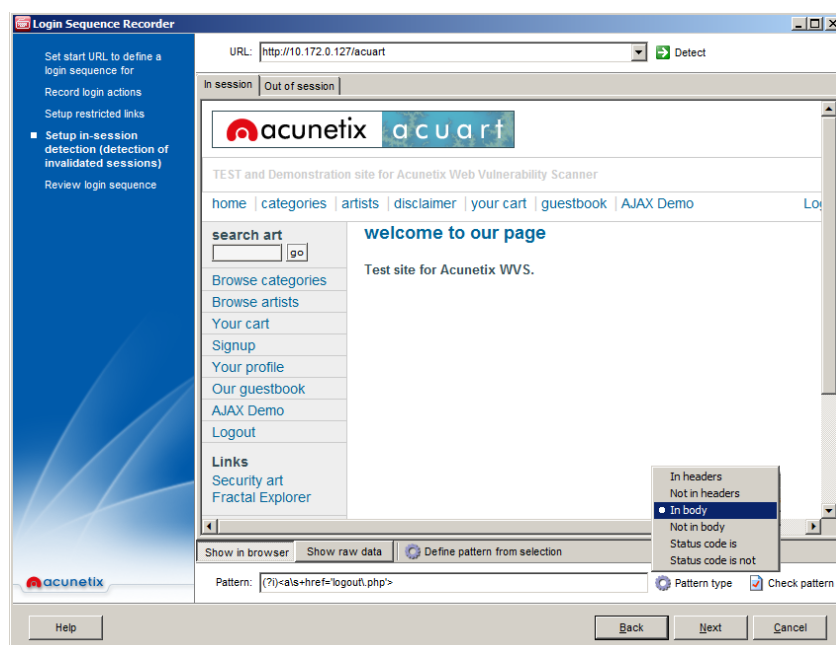 Login Sequence Recorder
Set start URL to define a
login sequence for
Record login actions
Setup restricted links
Setup in-session
detection (detection of
invalidated sessions)
Review login sequence
acunetix
URL: http://10.172.0.127/acuart Detect
In session Out of session
acunetix acuart
TEST and Demonstration site for Acunetix Web Vulnerability Scanner
home | categories | artists | disclaimer | your cart | guestbook | AJAX Demo
search art
go
Browse categories
Browse artists
Your cart
Signup
Your profile
Our guestbook
AJAX Demo
Logout
Links
Security art
Fractal Explorer
welcome to our page
Test site for Acunetix WVS.
In headers
Not in headers
In body
Not in body
Status code is
Status code is not
Show in browser Show raw data Define pattern from selection
Pattern: (?i)<a\s+href='logout\.php'> Pattern type Check pattern
Help Back Next Cancel